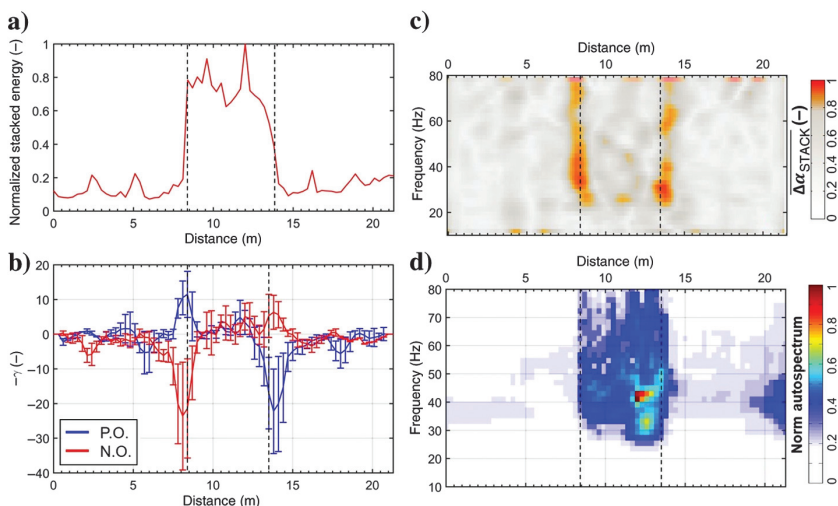 a)
Normalized stacked energy (–)
1
0.8
0.6
0.4
0.2
0
0 5 10 15 20
Distance (m)
b)
–γ (–)
20
10
0
–10
–20
–30
–40
P.O.
N.O.
0 5 10 15 20
Distance (m)
c)
Distance (m)
0 5 10 15 20
Frequency (Hz)
80
60
40
20
ΔαSTACK (–)
0 0.2 0.4 0.6 0.8 1
d)
Distance (m)
0 5 10 15 20
Frequency (Hz)
80
70
60
50
40
30
20
10
Norm autospectrum
0 0.2 0.4 0.6 0.8 1